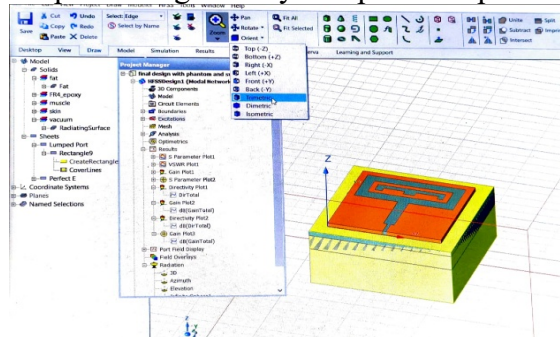 Save
Cut
Copy
Paste
Undo
Redo
Delete
Select: Edge
Select by Name
Zoom
Pan
Rotate
Orient
Fit All
Fit Selected
Unite
Split
Intersect
Desktop View Draw Model Simulation Results
Learning and Support
Top (-Z)
Bottom (+Z)
Right (-X)
Left (+X)
Front (+Y)
Back (-Y)
Trimetric
Dimetric
Isometric
Model
Solids
fat
Fat
FR4_epoxy
muscle
skin
vacuum
RadiatingSurface
Sheets
Lumped Port
Rectangle9
CreateRectangle
CoverLines
Perfect E
Coordinate Systems
Planes
Named Selections
Project Manager
final design with phantom and
HFSSDesign1 (Modal Network
3D Components
Model
Circuit Elements
Boundaries
Excitations
Mesh
Analysis
Optimetrics
Results
S Parameter Plot1
VSWR Plot1
Gain Plot1
S Parameter Plot2
Directivity Plot1
DirTotal
Gain Plot2
dB(GainTotal)
Directivity Plot2
dB(DirTotal)
Gain Plot3
dB(GainTotal)
Port Field Display
Field Overlays
Radiation
3D
Azimuth
Elevation
Z